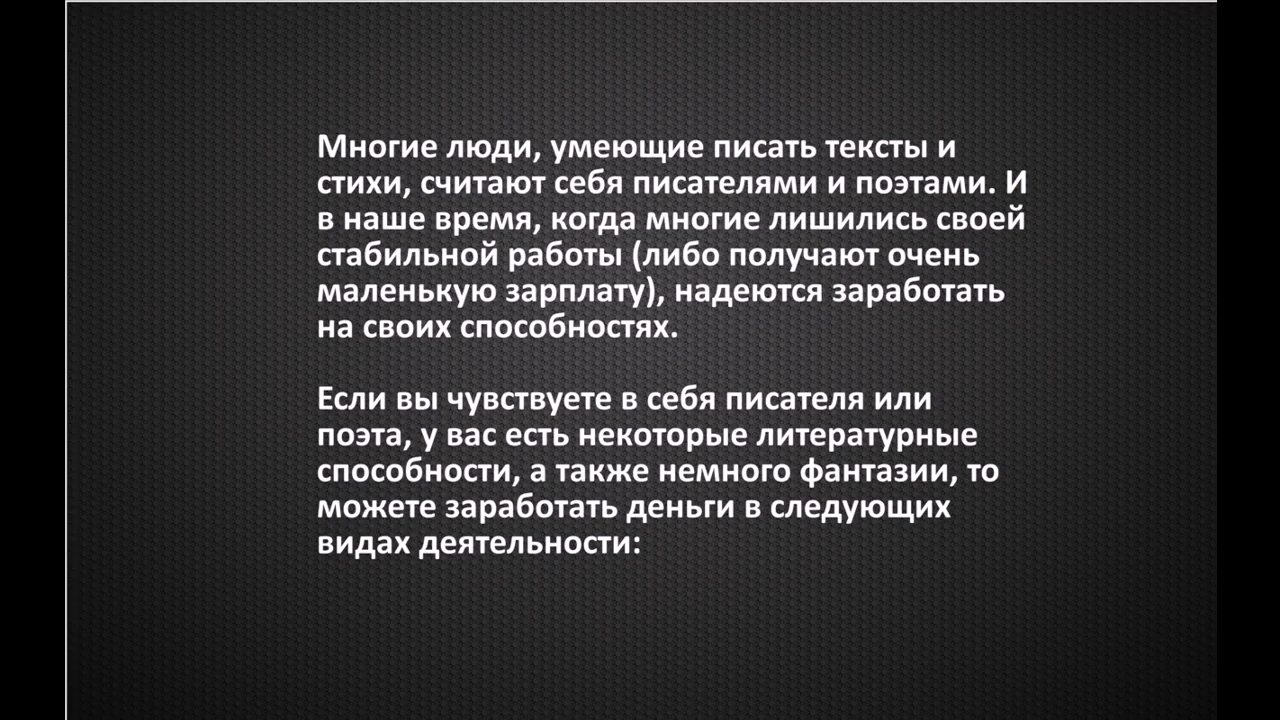 Многие люди, умеющие писать тексты и
стихи, считают себя писателями и поэтами. И
в наше время, когда многие лишились своей
стабильной работы (либо получают очень
маленькую зарплату), надеются заработать
на своих способностях.
Если вы чувствуете в себя писателя или
поэта, у вас есть некоторые литературные
способности, а также немного фантазии, то
можете заработать деньги в следующих
видах деятельности: